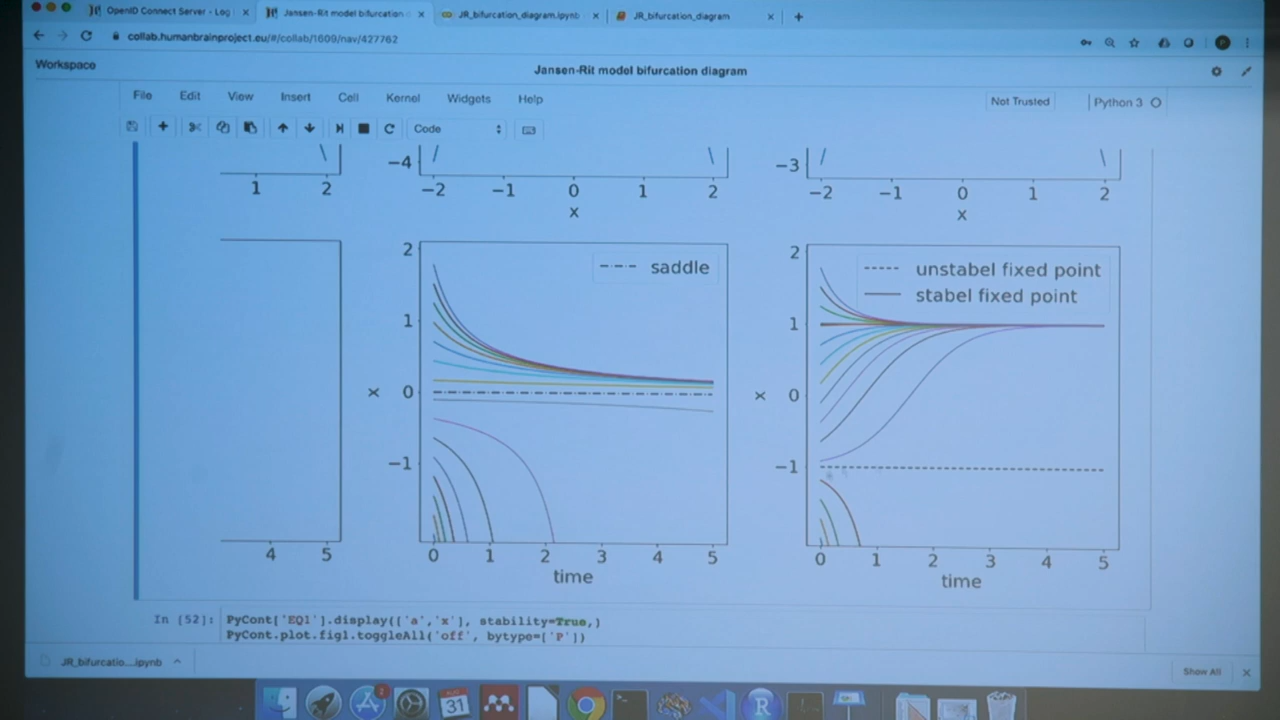 OpenID Connect Server - Log
Jansen-Rit model bifurcation
JR_bifurcation_diagram.ipynb
JR_bifurcation_diagram
collab.humanbrainproject.eu/#/collab/1609/nav/427762
Workspace
Jansen-Rit model bifurcation diagram
File Edit View Insert Cell Kernel Widgets Help
Not Trusted
Python 3
Code
1 2
−4
−2 −1 0 1 2
x
−3
−2 −1 0 1 2
x
4 5
2
1
0
−1
x
saddle
0 1 2 3 4 5
time
2
1
0
−1
x
unstabel fixed point
stabel fixed point
0 1 2 3 4 5
time
In [52]: PyCont['EQ1'].display(['a','x'], stability=True,)
PyCont.plot.fig1.toggleAll('off', bytype=['P'])
JR_bifurcatio...ipynb
Show All
31